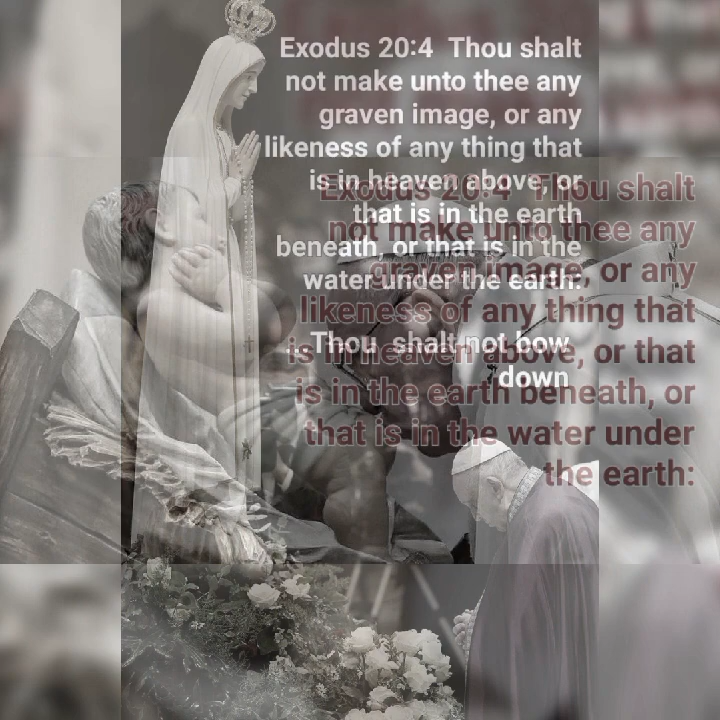 Exodus 20:4 Thou shalt
not make unto thee any
graven image, or any
likeness of any thing that
is in heaven above, or
that is in the earth
beneath, or that is in the
water under the earth:
Thou shalt not bow
down
Exodus 20:4 Thou shalt
not make unto thee any
graven image, or any
likeness of any thing that
is in heaven above, or that
is in the earth beneath, or
that is in the water under
the earth: